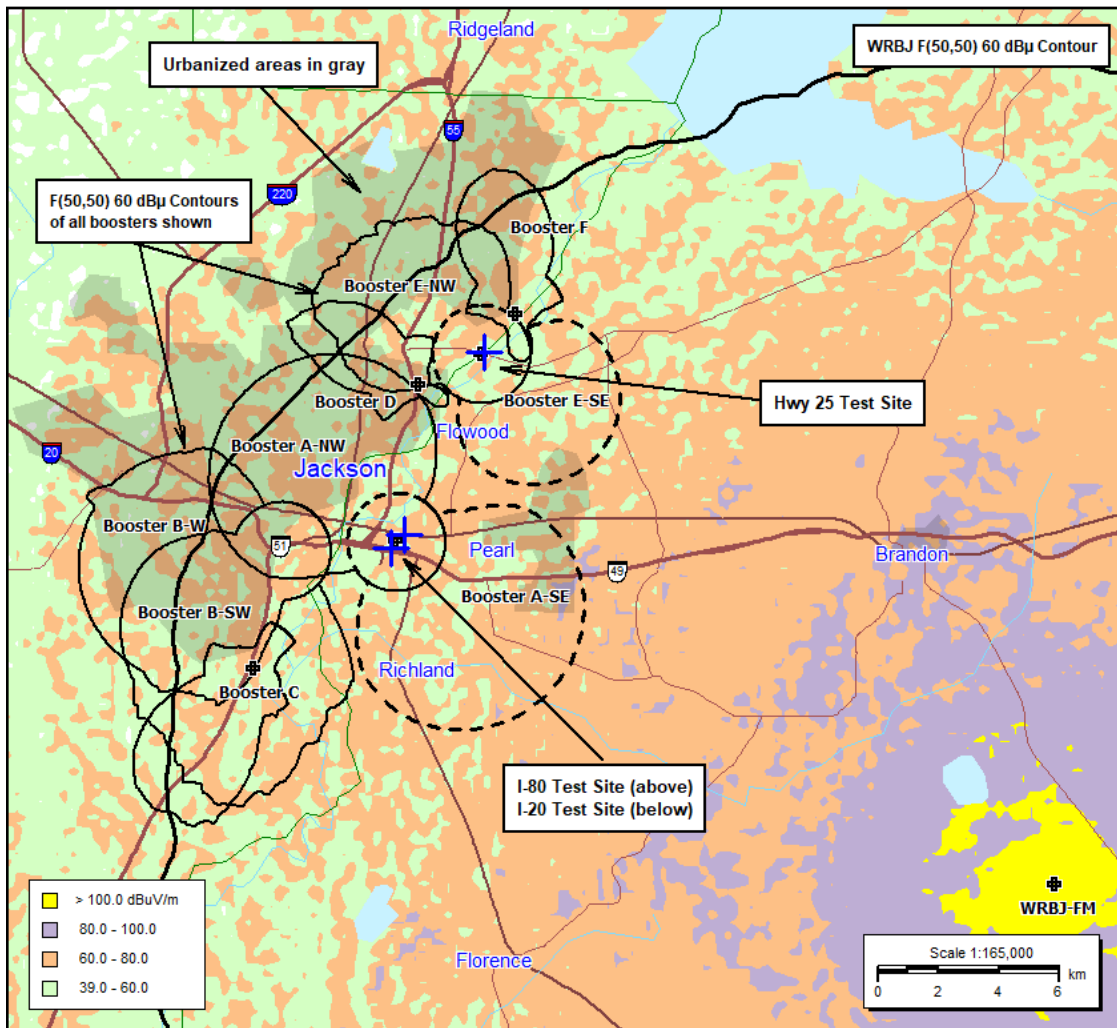 Ridgeland
Urbanized areas in gray
WRBJ F(50,50) 60 dBµ Contour
55
220
F(50,50) 60 dBµ Contours
of all boosters shown
Booster F
Booster E-NW
Booster D
Booster E-SE
Hwy 25 Test Site
Flowood
Booster A-NW
20
Jackson
Booster B-W
51
Pearl
49
Brandon
Booster A-SE
Booster B-SW
Richland
Booster C
I-80 Test Site (above)
I-20 Test Site (below)
> 100.0 dBuV/m
80.0 - 100.0
60.0 - 80.0
39.0 - 60.0
WRBJ-FM
Florence
Scale 1:165,000
km
0 2 4 6